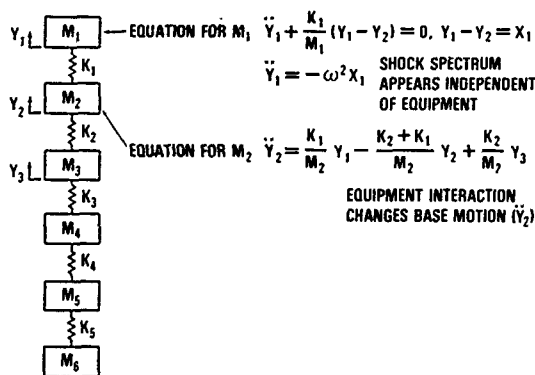 Y₁ M₁ EQUATION FOR M₁ Ÿ₁ + K₁/M₁ (Y₁ − Y₂) = 0, Y₁ − Y₂ = X₁
K₁
Ÿ₁ = −ω² X₁
SHOCK SPECTRUM
APPEARS INDEPENDENT
OF EQUIPMENT
Y₂ M₂
K₂
EQUATION FOR M₂ Ÿ₂ = K₁/M₂ Y₁ − K₂ + K₁/M₂ Y₂ + K₂/M₂ Y₃
Y₃ M₃
K₃
EQUIPMENT INTERACTION
CHANGES BASE MOTION (Ÿ₂)
M₄
K₄
M₅
K₅
M₆